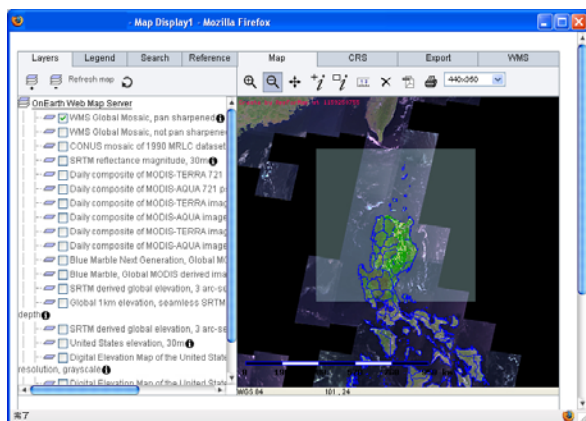 - Map Display1 - Mozilla Firefox
Layers Legend Search Reference Map CRS Export WMS
Refresh map
OnEarth Web Map Server
WMS Global Mosaic, pan sharpened
WMS Global Mosaic, not pan sharpene
CONUS mosaic of 1990 MRLC dataset
SRTM reflectance magnitude, 30m
Daily composite of MODIS-TERRA 721
Daily composite of MODIS-AQUA 721 p
Daily composite of MODIS-TERRA imag
Daily composite of MODIS-AQUA image
Daily composite of MODIS-TERRA imag
Daily composite of MODIS-AQUA image
Blue Marble Next Generation, Global MO
Blue Marble, Global MODIS derived ima
SRTM derived global elevation, 3 arc-se
Global 1km elevation, seamless SRTM
depth
SRTM derived global elevation, 3 arc-se
United States elevation, 30m
Digital Elevation Map of the United State
resolution, grayscale
Digital Elevation Map of the United State
WGS 84 101 , 24
完了